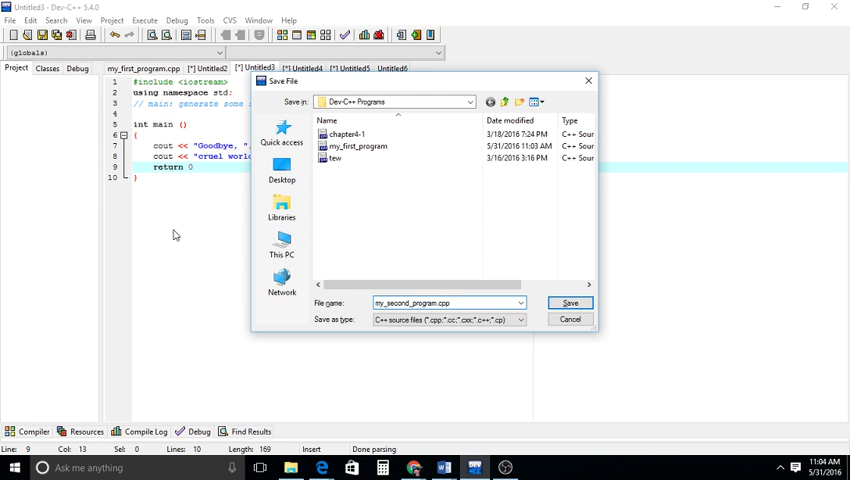 Untitled3 - Dev-C++ 5.4.0
File Edit Search View Project Execute Debug Tools CVS Window Help
(globals)
Project Classes Debug my_first_program.cpp [*] Untitled2 [*] Untitled3 [*] Untitled4 [*] Untitled5 Untitled6
1 #include <iostream>
2 using namespace std;
3 // main: generate some
4
5 int main ()
6 {
7 cout << "Goodbye, ".
8 cout << "cruel world
9 return 0
10 }
Save File
Save in: Dev-C++ Programs
Name Date modified Type
chapter4-1 3/18/2016 7:24 PM C++ Sour
my_first_program 5/31/2016 11:03 AM C++ Sour
tew 3/16/2016 3:16 PM C++ Sour
Quick access
Desktop
Libraries
This PC
Network
File name: my_second_program.cpp Save
Save as type: C++ source files (*.cpp;*.cc;*.cxx;*.c++;*.cp) Cancel
Compiler Resources Compile Log Debug Find Results
Line: 9 Col: 13 Sel: 0 Lines: 10 Length: 169 Insert Done parsing
Ask me anything
DEV
11:04 AM
5/31/2016